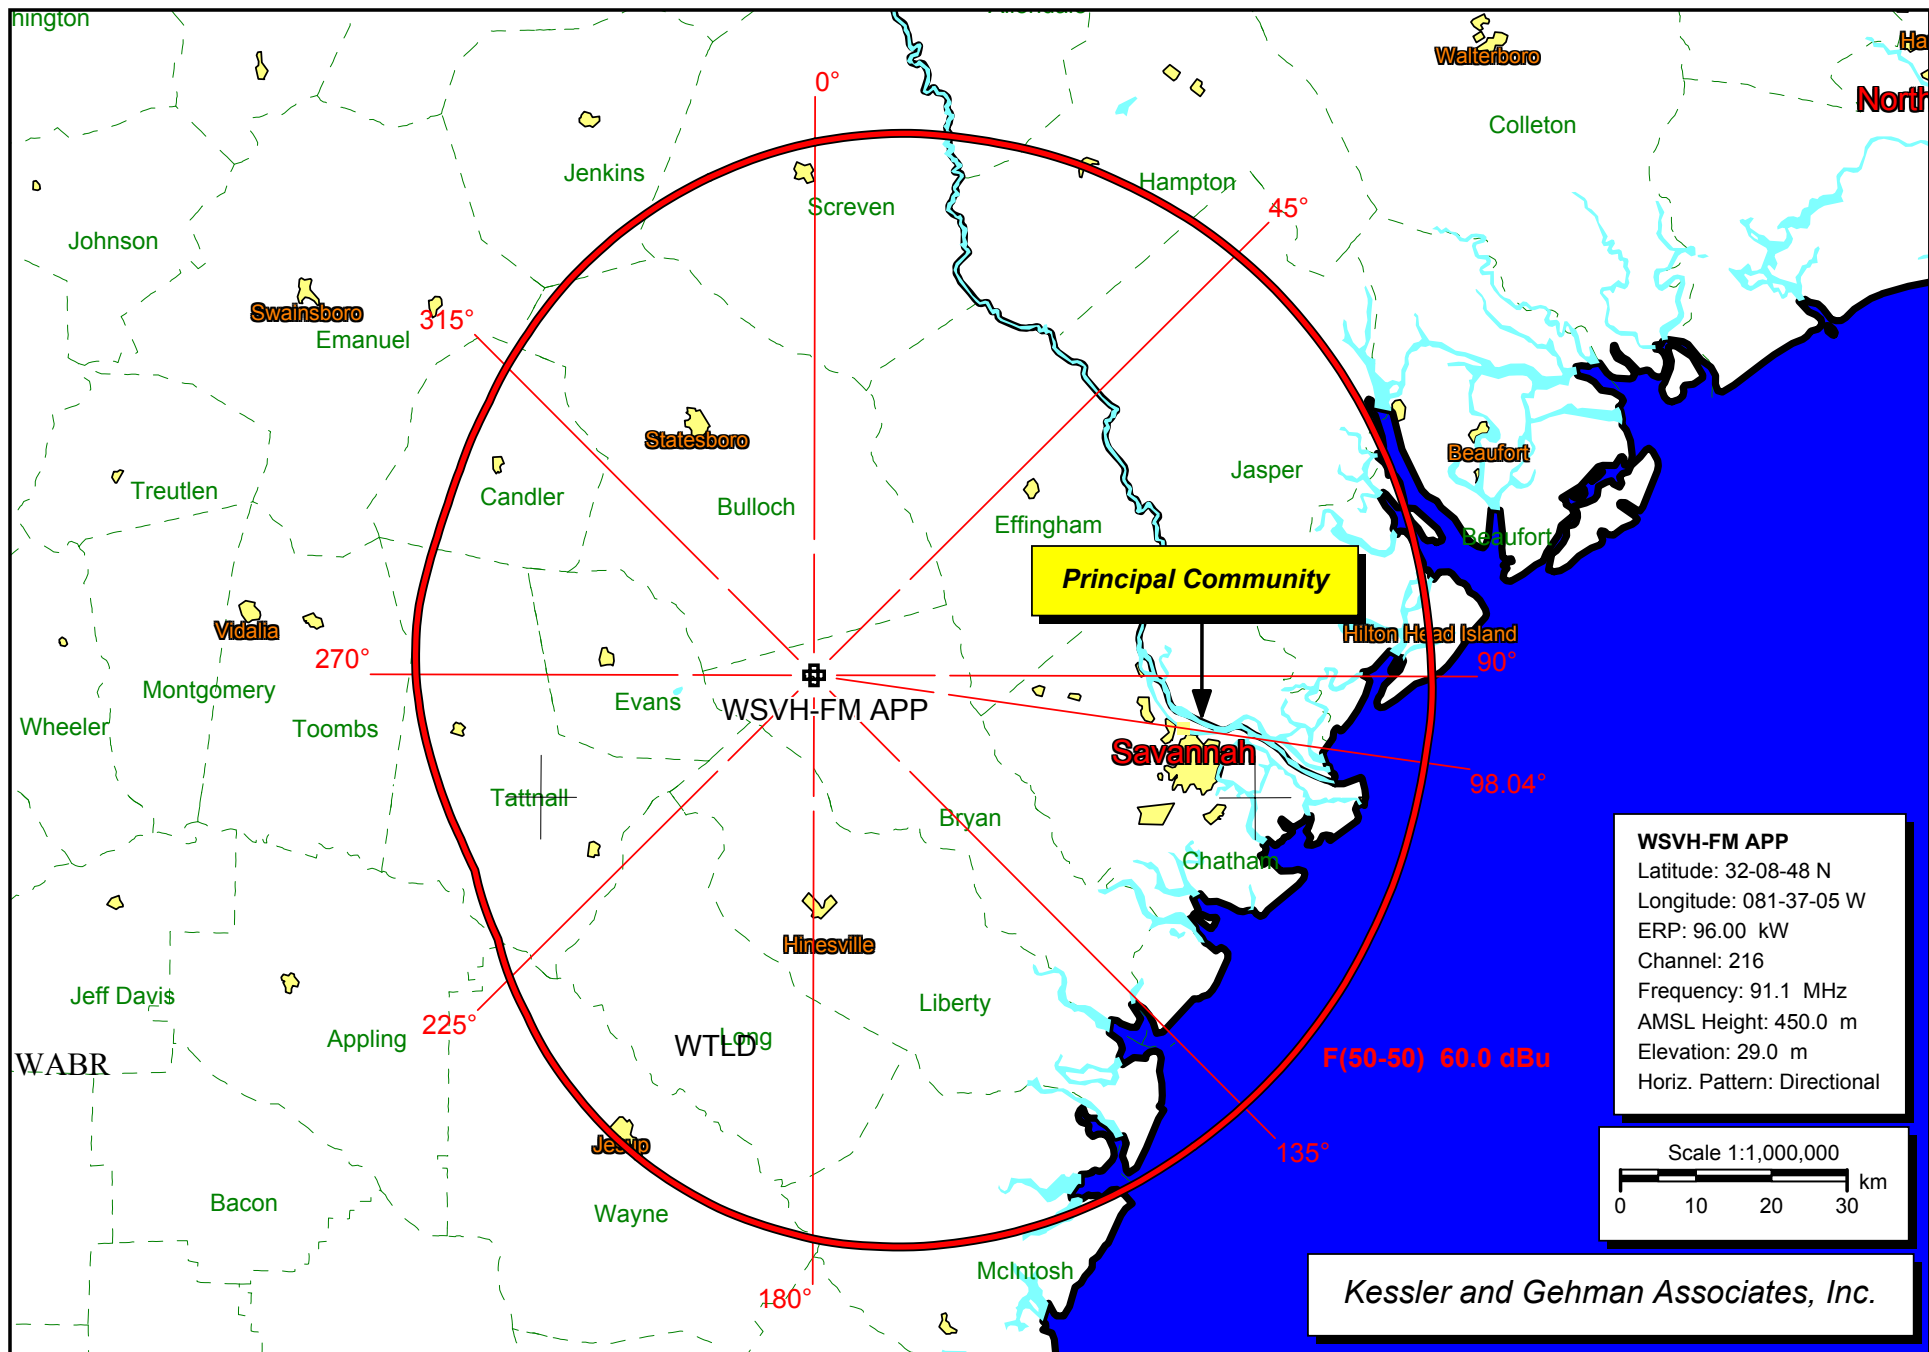 hington
Allendale
Walterboro
Ha
North
0°
Colleton
Jenkins
Hampton
Screven
45°
Johnson
Swainsboro
315°
Emanuel
Statesboro
Beaufort
Jasper
Treutlen
Candler
Bulloch
Effingham
Beaufort
Principal Community
Vidalia
Hilton Head Island
270°
90°
Montgomery
Evans
WSVH-FM APP
Wheeler
Toombs
Savannah
98.04°
Tattnall
Bryan
Chatham
WSVH-FM APP
Latitude: 32-08-48 N
Longitude: 081-37-05 W
ERP: 96.00 kW
Channel: 216
Frequency: 91.1 MHz
AMSL Height: 450.0 m
Elevation: 29.0 m
Horiz. Pattern: Directional
Hinesville
Jeff Davis
Liberty
225°
Appling
WTLD
Long
WABR
F(50-50) 60.0 dBu
Jesup
135°
Scale 1:1,000,000
km
0 10 20 30
Bacon
Wayne
McIntosh
180°
Kessler and Gehman Associates, Inc.